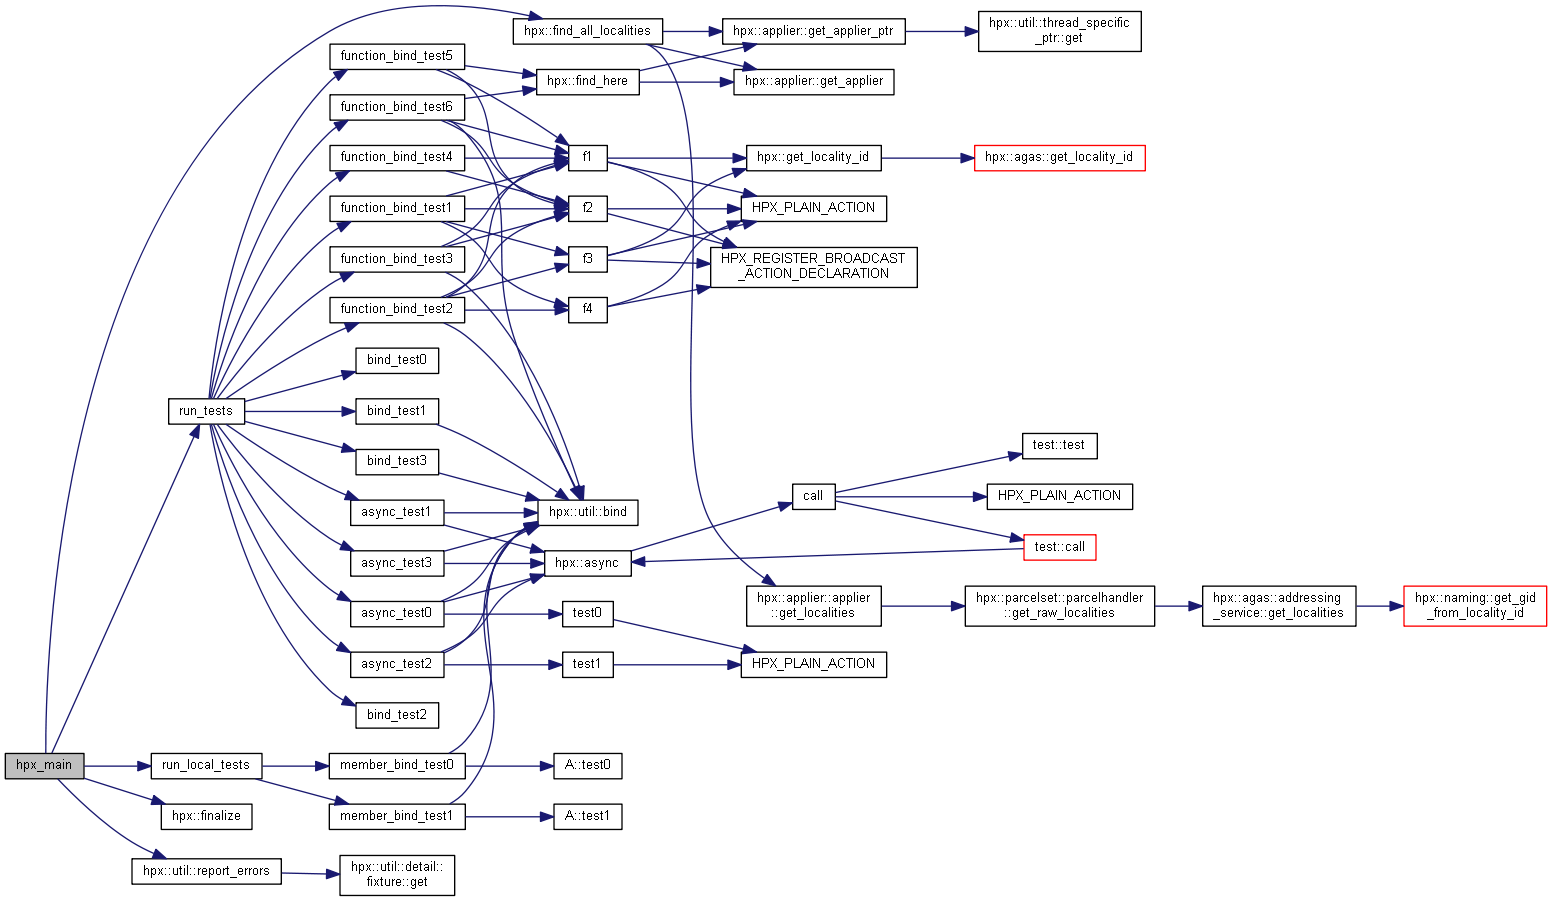 hpx::find_all_localities
hpx::applier::get_applier_ptr
hpx::util::thread_specific
_ptr::get
function_bind_test5
hpx::find_here
hpx::applier::get_applier
function_bind_test6
function_bind_test4
f1
hpx::get_locality_id
hpx::agas::get_locality_id
function_bind_test1
f2
HPX_PLAIN_ACTION
function_bind_test3
f3
HPX_REGISTER_BROADCAST
_ACTION_DECLARATION
function_bind_test2
f4
bind_test0
run_tests
bind_test1
bind_test3
test::test
call
HPX_PLAIN_ACTION
async_test1
hpx::util::bind
test::call
async_test3
hpx::async
async_test0
test0
hpx::applier::applier
::get_localities
hpx::parcelset::parcelhandler
::get_raw_localities
hpx::agas::addressing
_service::get_localities
hpx::naming::get_gid
_from_locality_id
async_test2
test1
HPX_PLAIN_ACTION
bind_test2
hpx_main
run_local_tests
member_bind_test0
A::test0
hpx::finalize
member_bind_test1
A::test1
hpx::util::report_errors
hpx::util::detail::
fixture::get